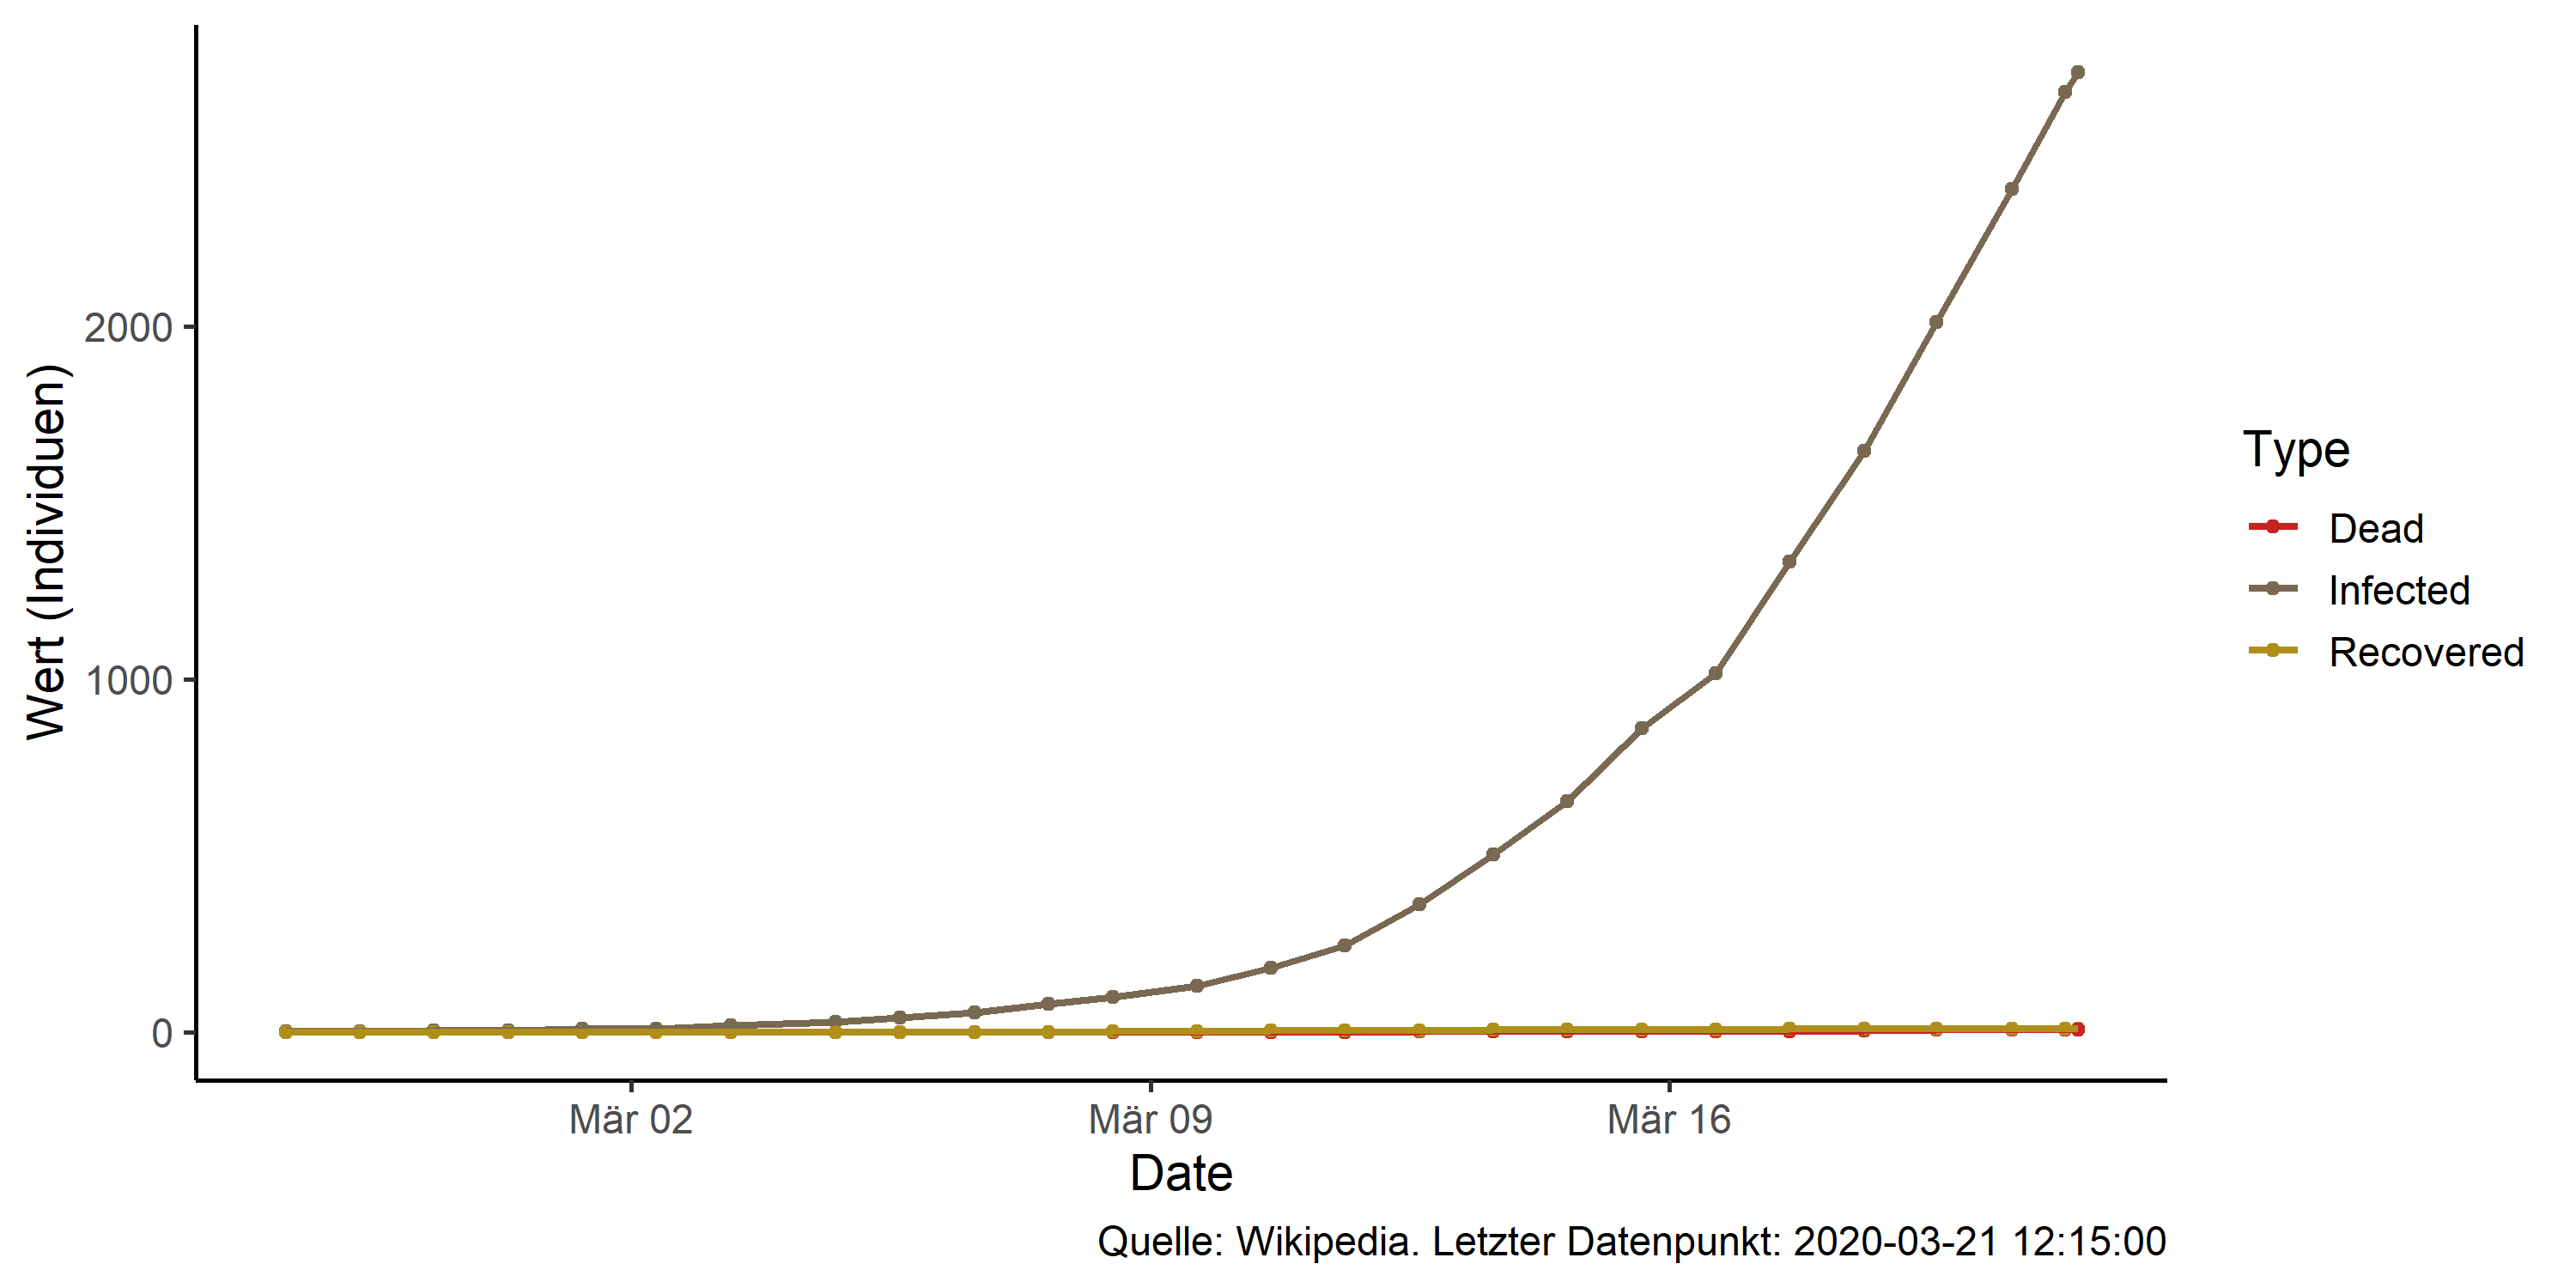 Wert (Individuen)
2000
1000
0
Mär 02
Mär 09
Mär 16
Date
Type
Dead
Infected
Recovered
Quelle: Wikipedia. Letzter Datenpunkt: 2020-03-21 12:15:00